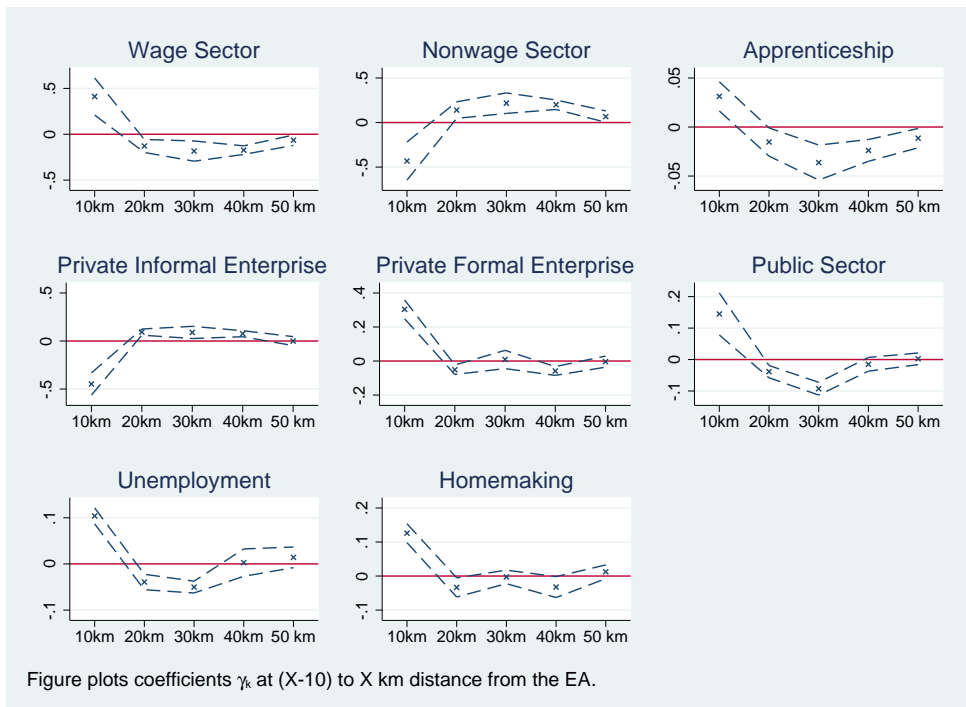 Wage Sector
.5
0
-.5
10km 20km 30km 40km 50 km
Nonwage Sector
.5
0
-.5
10km 20km 30km 40km 50 km
Apprenticeship
.05
0
-.05
10km 20km 30km 40km 50 km
Private Informal Enterprise
.5
0
-.5
10km 20km 30km 40km 50 km
Private Formal Enterprise
.4
.2
0
-.2
10km 20km 30km 40km 50 km
Public Sector
.2
.1
0
-.1
10km 20km 30km 40km 50 km
Unemployment
.1
0
-.1
10km 20km 30km 40km 50 km
Homemaking
.2
.1
0
-.1
10km 20km 30km 40km 50 km
Figure plots coefficients γk at (X-10) to X km distance from the EA.